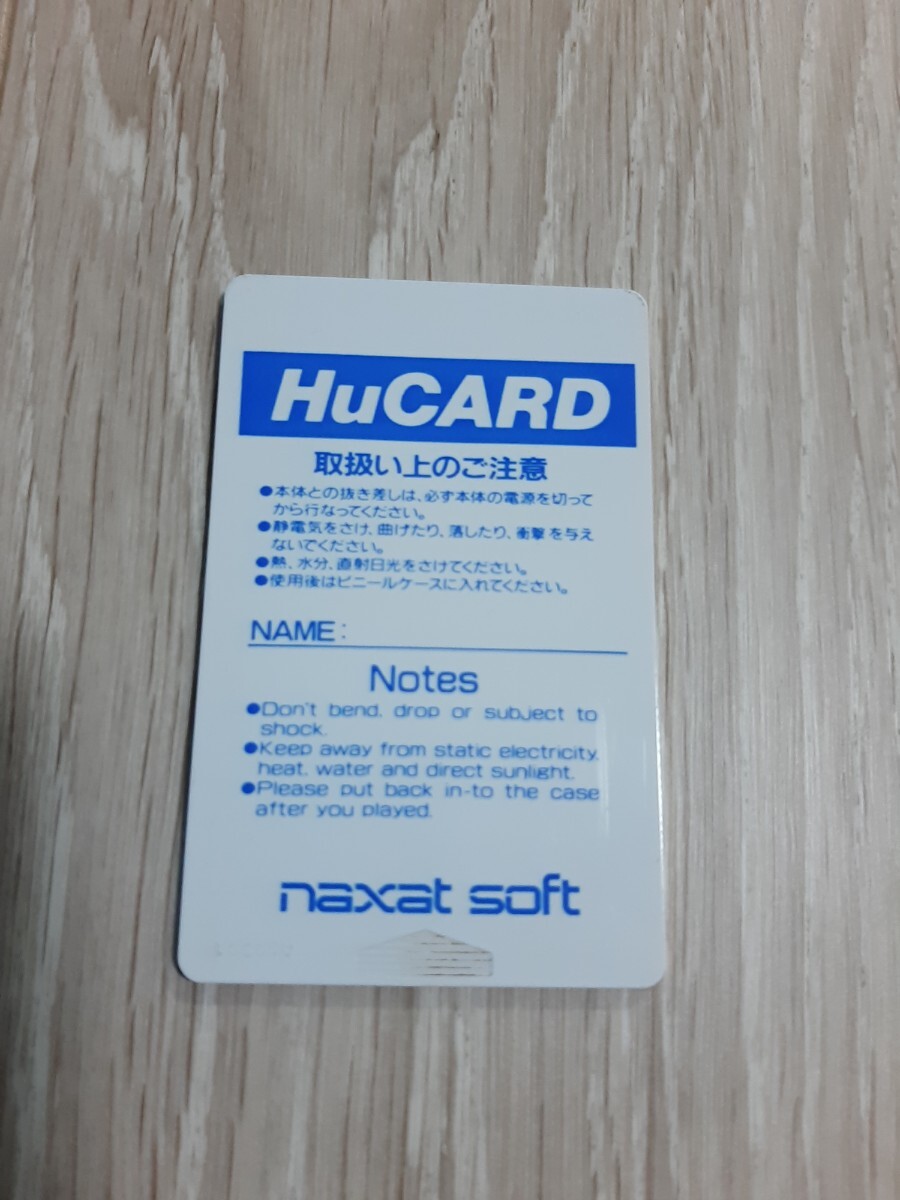 HuCARD
取扱い上のご注意
●本体との抜き差しは、必ず本体の電源を切って
から行なってください。
●静電気をさけ、曲げたり、落したり、衝撃を与え
ないでください。
●熱、水分、直射日光をさけてください。
●使用後はビニールケースに入れてください。
NAME:
Notes
●Don't bend, drop or subject to
shock.
●Keep away from static electricity,
heat, water and direct sunlight.
●Please put back in-to the case
after you played.
naxat soft